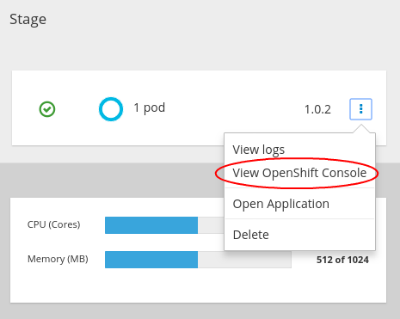 Stage
1 pod
1.0.2
View logs
View OpenShift Console
Open Application
Delete
CPU (Cores)
Memory (MB)
512 of 1024